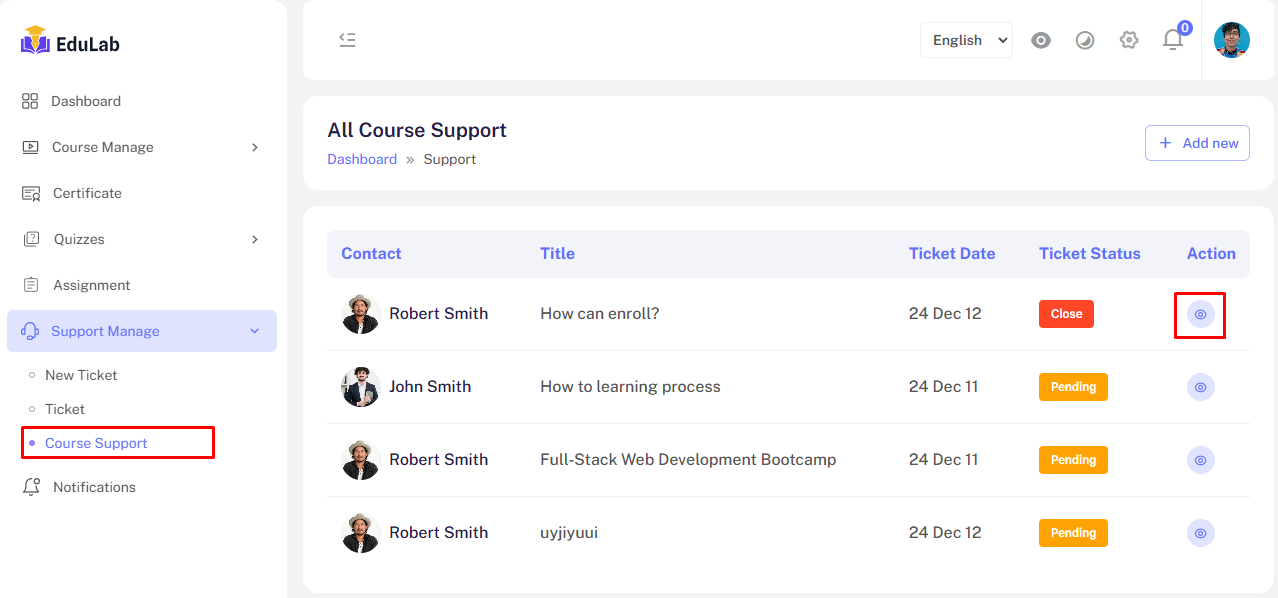 EduLab
Dashboard
Course Manage
Certificate
Quizzes
Assignment
Support Manage
New Ticket
Ticket
Course Support
Notifications
English
0
All Course Support
Dashboard » Support
+ Add new
Contact Title Ticket Date Ticket Status Action
Robert Smith How can enroll? 24 Dec 12 Close
John Smith How to learning process 24 Dec 11 Pending
Robert Smith Full-Stack Web Development Bootcamp 24 Dec 11 Pending
Robert Smith uyjiyuui 24 Dec 12 Pending